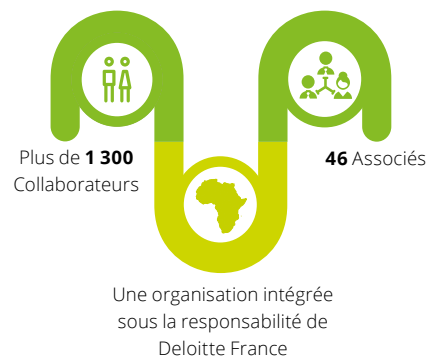 Plus de 1 300
Collaborateurs
46 Associés
Une organisation intégrée
sous la responsabilité de
Deloitte France